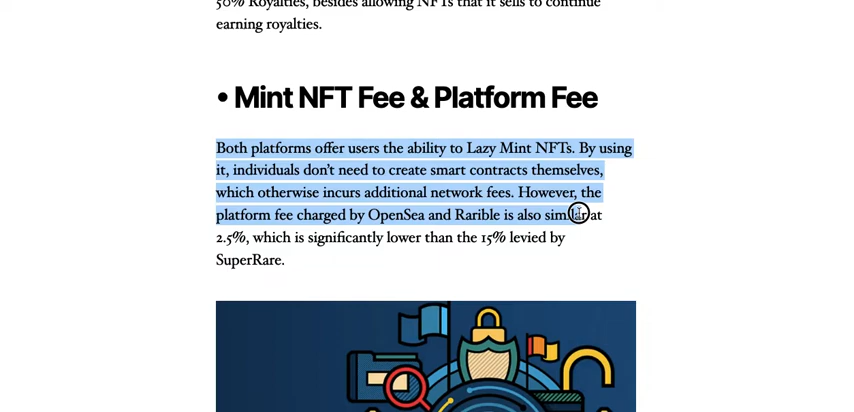 50% Royalties, besides allowing NFTs that it sells to continue
earning royalties.
• Mint NFT Fee & Platform Fee
Both platforms offer users the ability to Lazy Mint NFTs. By using
it, individuals don’t need to create smart contracts themselves,
which otherwise incurs additional network fees. However, the
platform fee charged by OpenSea and Rarible is also similar at
2.5%, which is significantly lower than the 15% levied by
SuperRare.